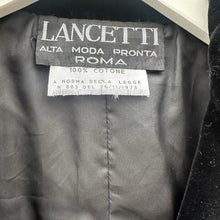 LANCETTI
ALTA MODA PRONTA
ROMA
100% COTONE
A NORMA DELLA LEGGE
N° 883 DEL 26/11/1973